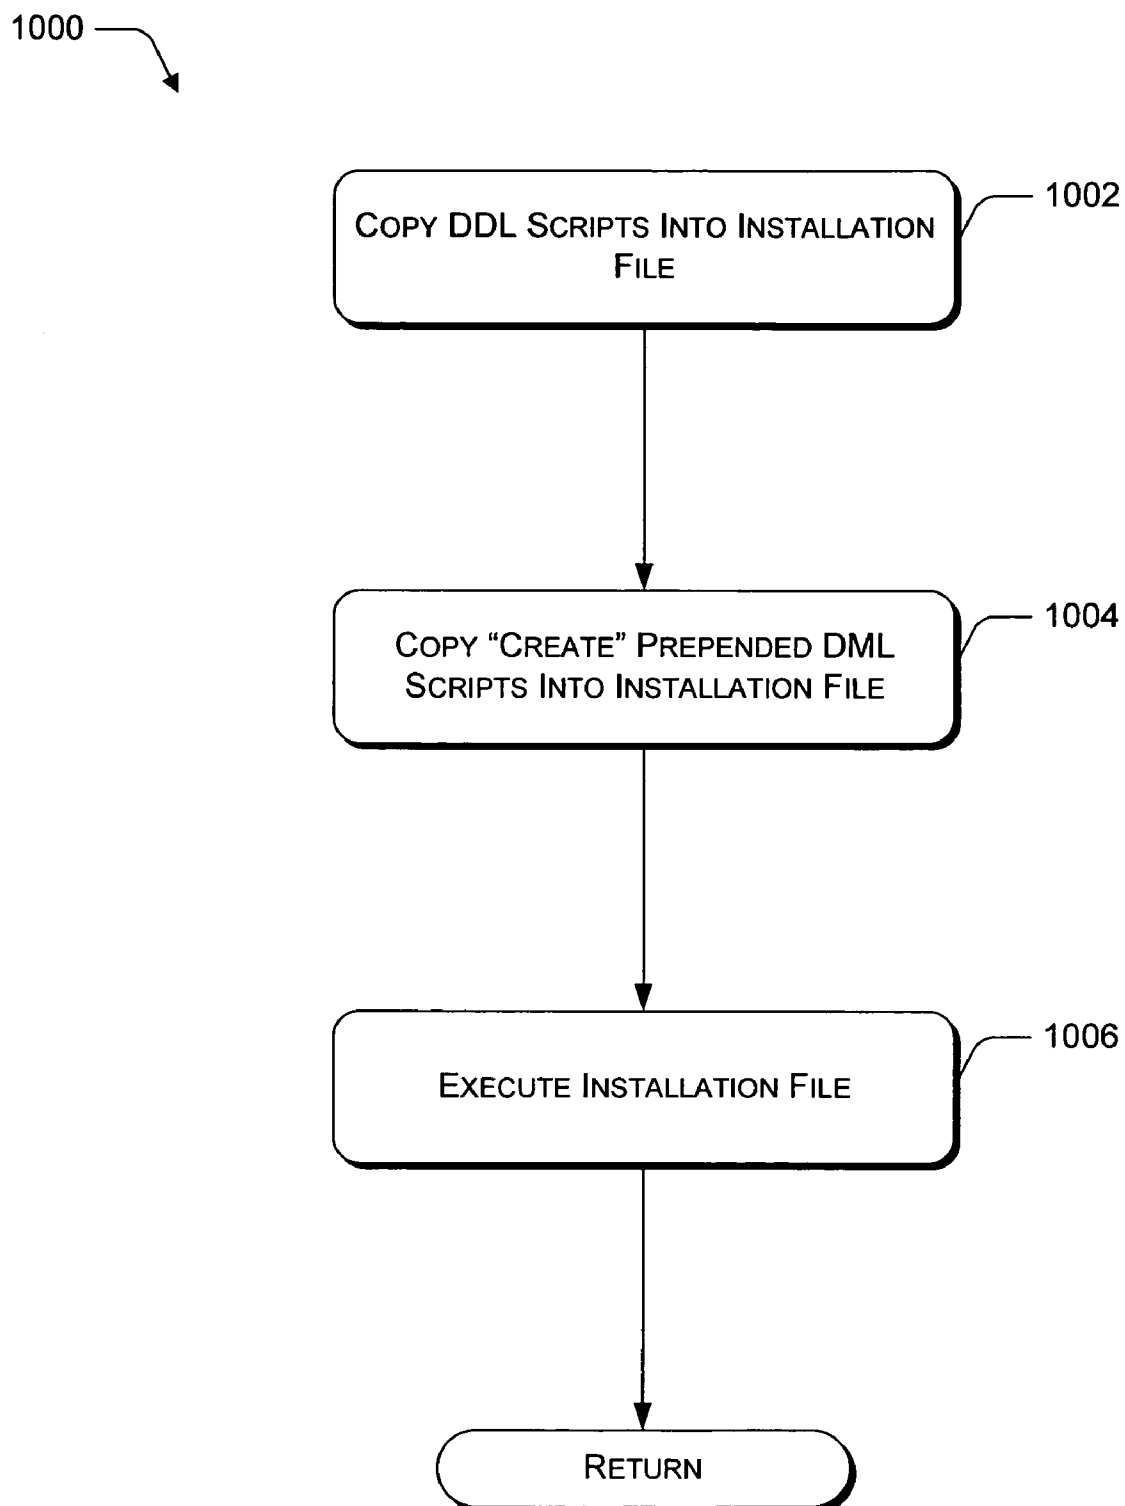 1000
COPY DDL SCRIPTS INTO INSTALLATION
FILE
1002
COPY “CREATE” PREPENDED DML
SCRIPTS INTO INSTALLATION FILE
1004
EXECUTE INSTALLATION FILE
1006
RETURN